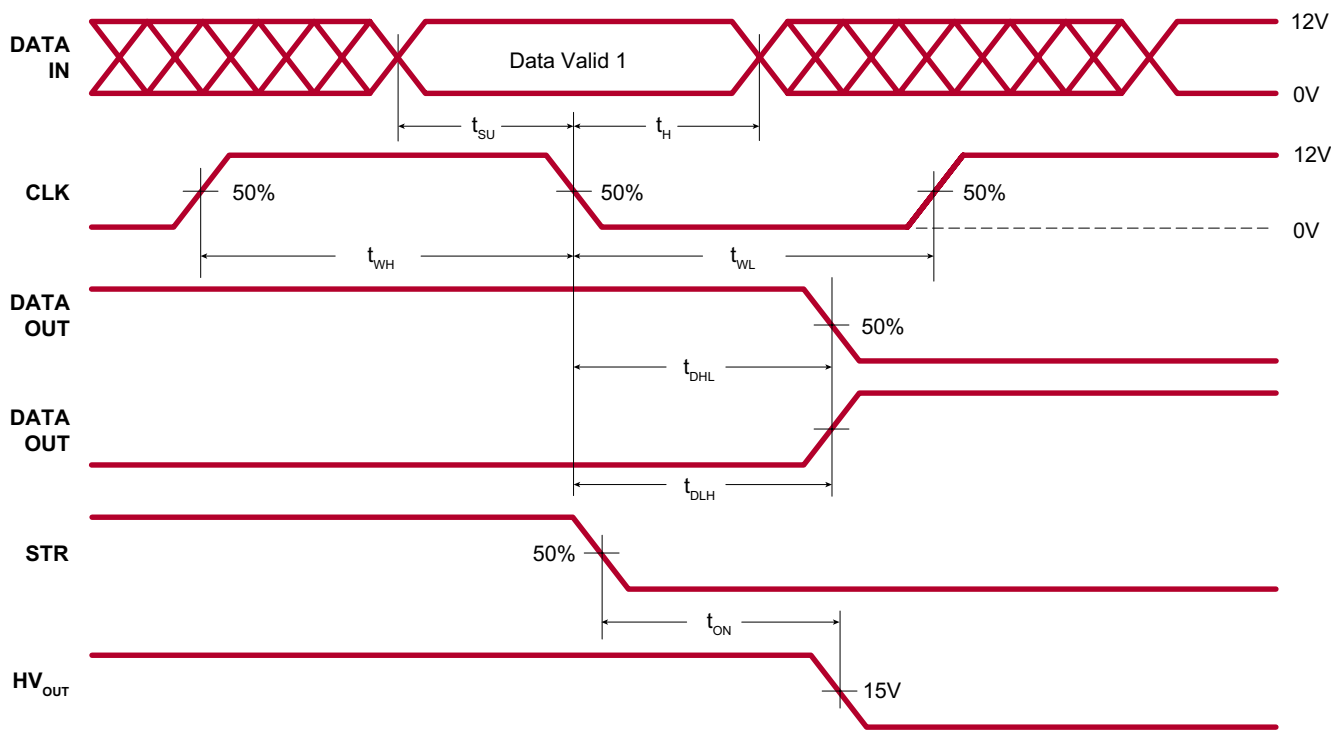 DATA
IN
Data Valid 1
12V
0V
tSU
tH
CLK
50%
50%
50%
12V
0V
tWH
tWL
DATA
OUT
50%
tDHL
DATA
OUT
tDLH
STR
50%
tON
HVOUT
15V